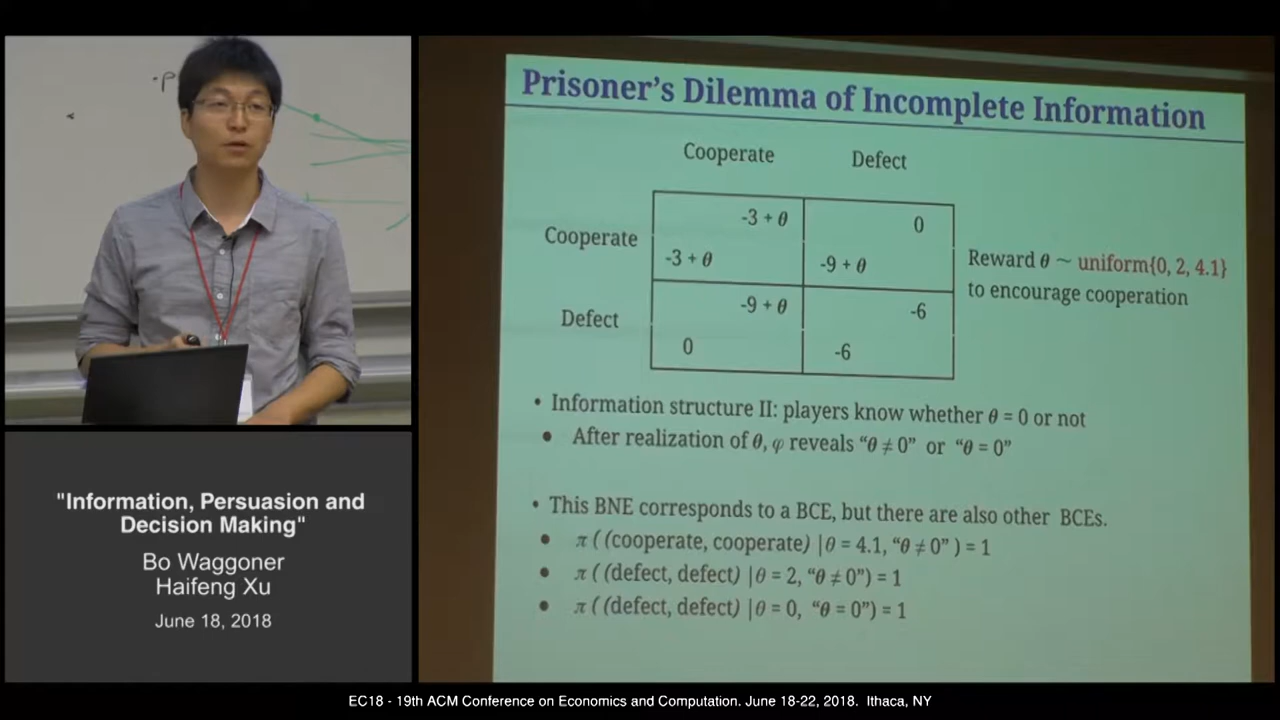 Prisoner's Dilemma of Incomplete Information
Cooperate Defect
-3 + θ 0
Cooperate
-3 + θ -9 + θ
Reward θ ~ uniform{0, 2, 4.1}
to encourage cooperation
-9 + θ -6
Defect
0 -6
• Information structure II: players know whether θ = 0 or not
• After realization of θ, φ reveals “θ ≠ 0” or “θ = 0”
• This BNE corresponds to a BCE, but there are also other BCEs.
• π ( (cooperate, cooperate) |θ = 4.1, “θ ≠ 0” ) = 1
• π ( (defect, defect) |θ = 2, “θ ≠ 0”) = 1
• π ( (defect, defect) |θ = 0, “θ = 0”) = 1
"Information, Persuasion and
Decision Making"
Bo Waggoner
Haifeng Xu
June 18, 2018
EC18 - 19th ACM Conference on Economics and Computation. June 18-22, 2018. Ithaca, NY